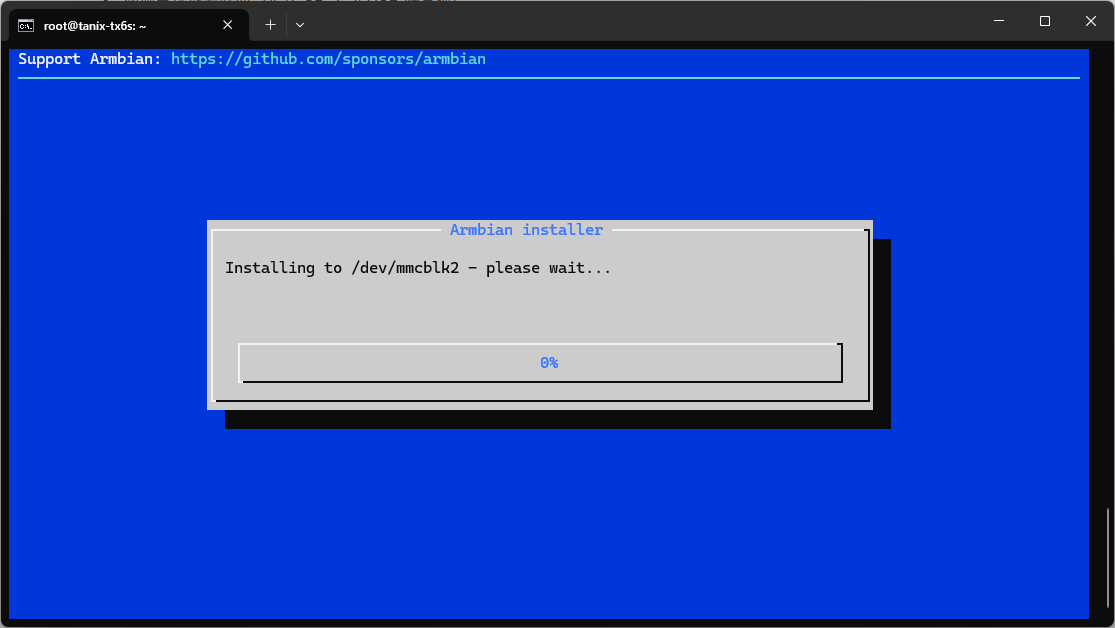 root@tanix-tx6s: ~
Support Armbian: https://github.com/sponsors/armbian
Armbian installer
Installing to /dev/mmcblk2 - please wait...
0%